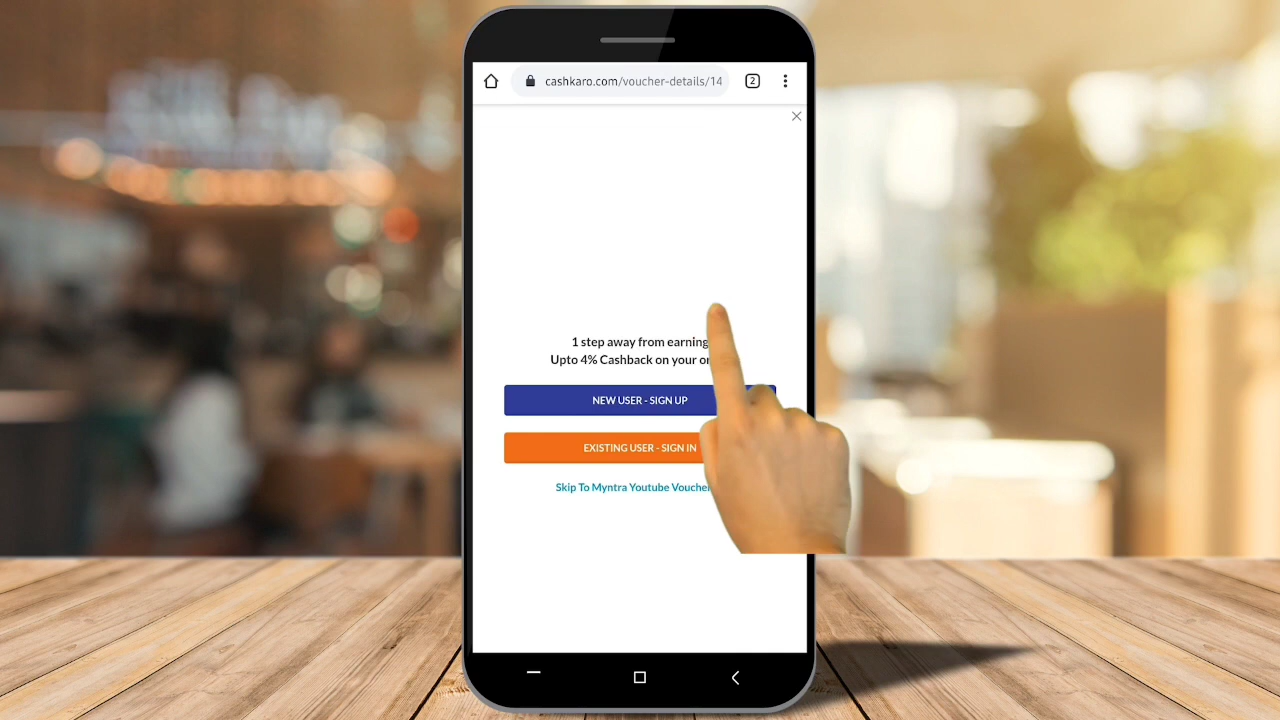 cashkaro.com/voucher-details/14
2
1 step away from earning
Upto 4% Cashback on your
NEW USER - SIGN UP
EXISTING USER - SIGN IN
Skip To Myntra Youtube Voucher